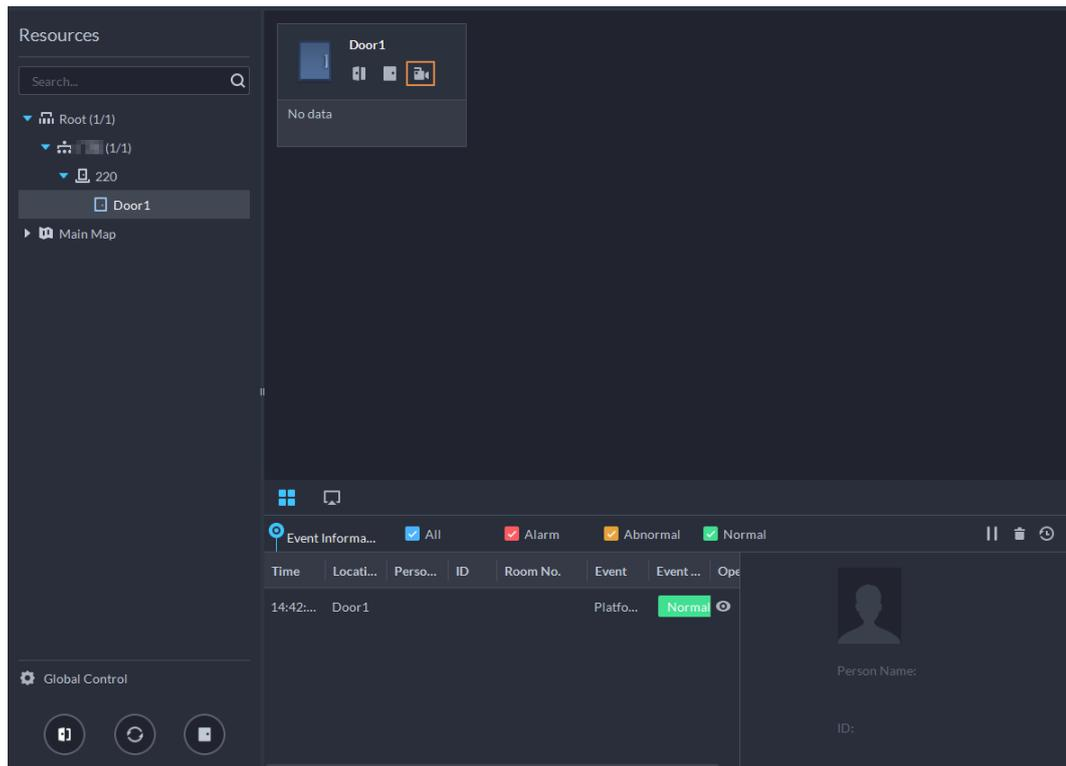 Resources
Search...
Root (1/1)
(1/1)
220
Door1
Main Map
Global Control
Door1
No data
Event Informa... All Alarm Abnormal Normal
Time Locati... Perso... ID Room No. Event Event ... Ope
14:42:... Door1 Platfo... Normal
Person Name:
ID: